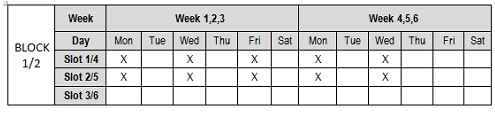 Week Week 1,2,3 Week 4,5,6
BLOCK 1/2
Day Mon Tue Wed Thu Fri Sat Mon Tue Wed Thu Fri Sat
Slot 1/4 X X X X X
Slot 2/5 X X X X X
Slot 3/6